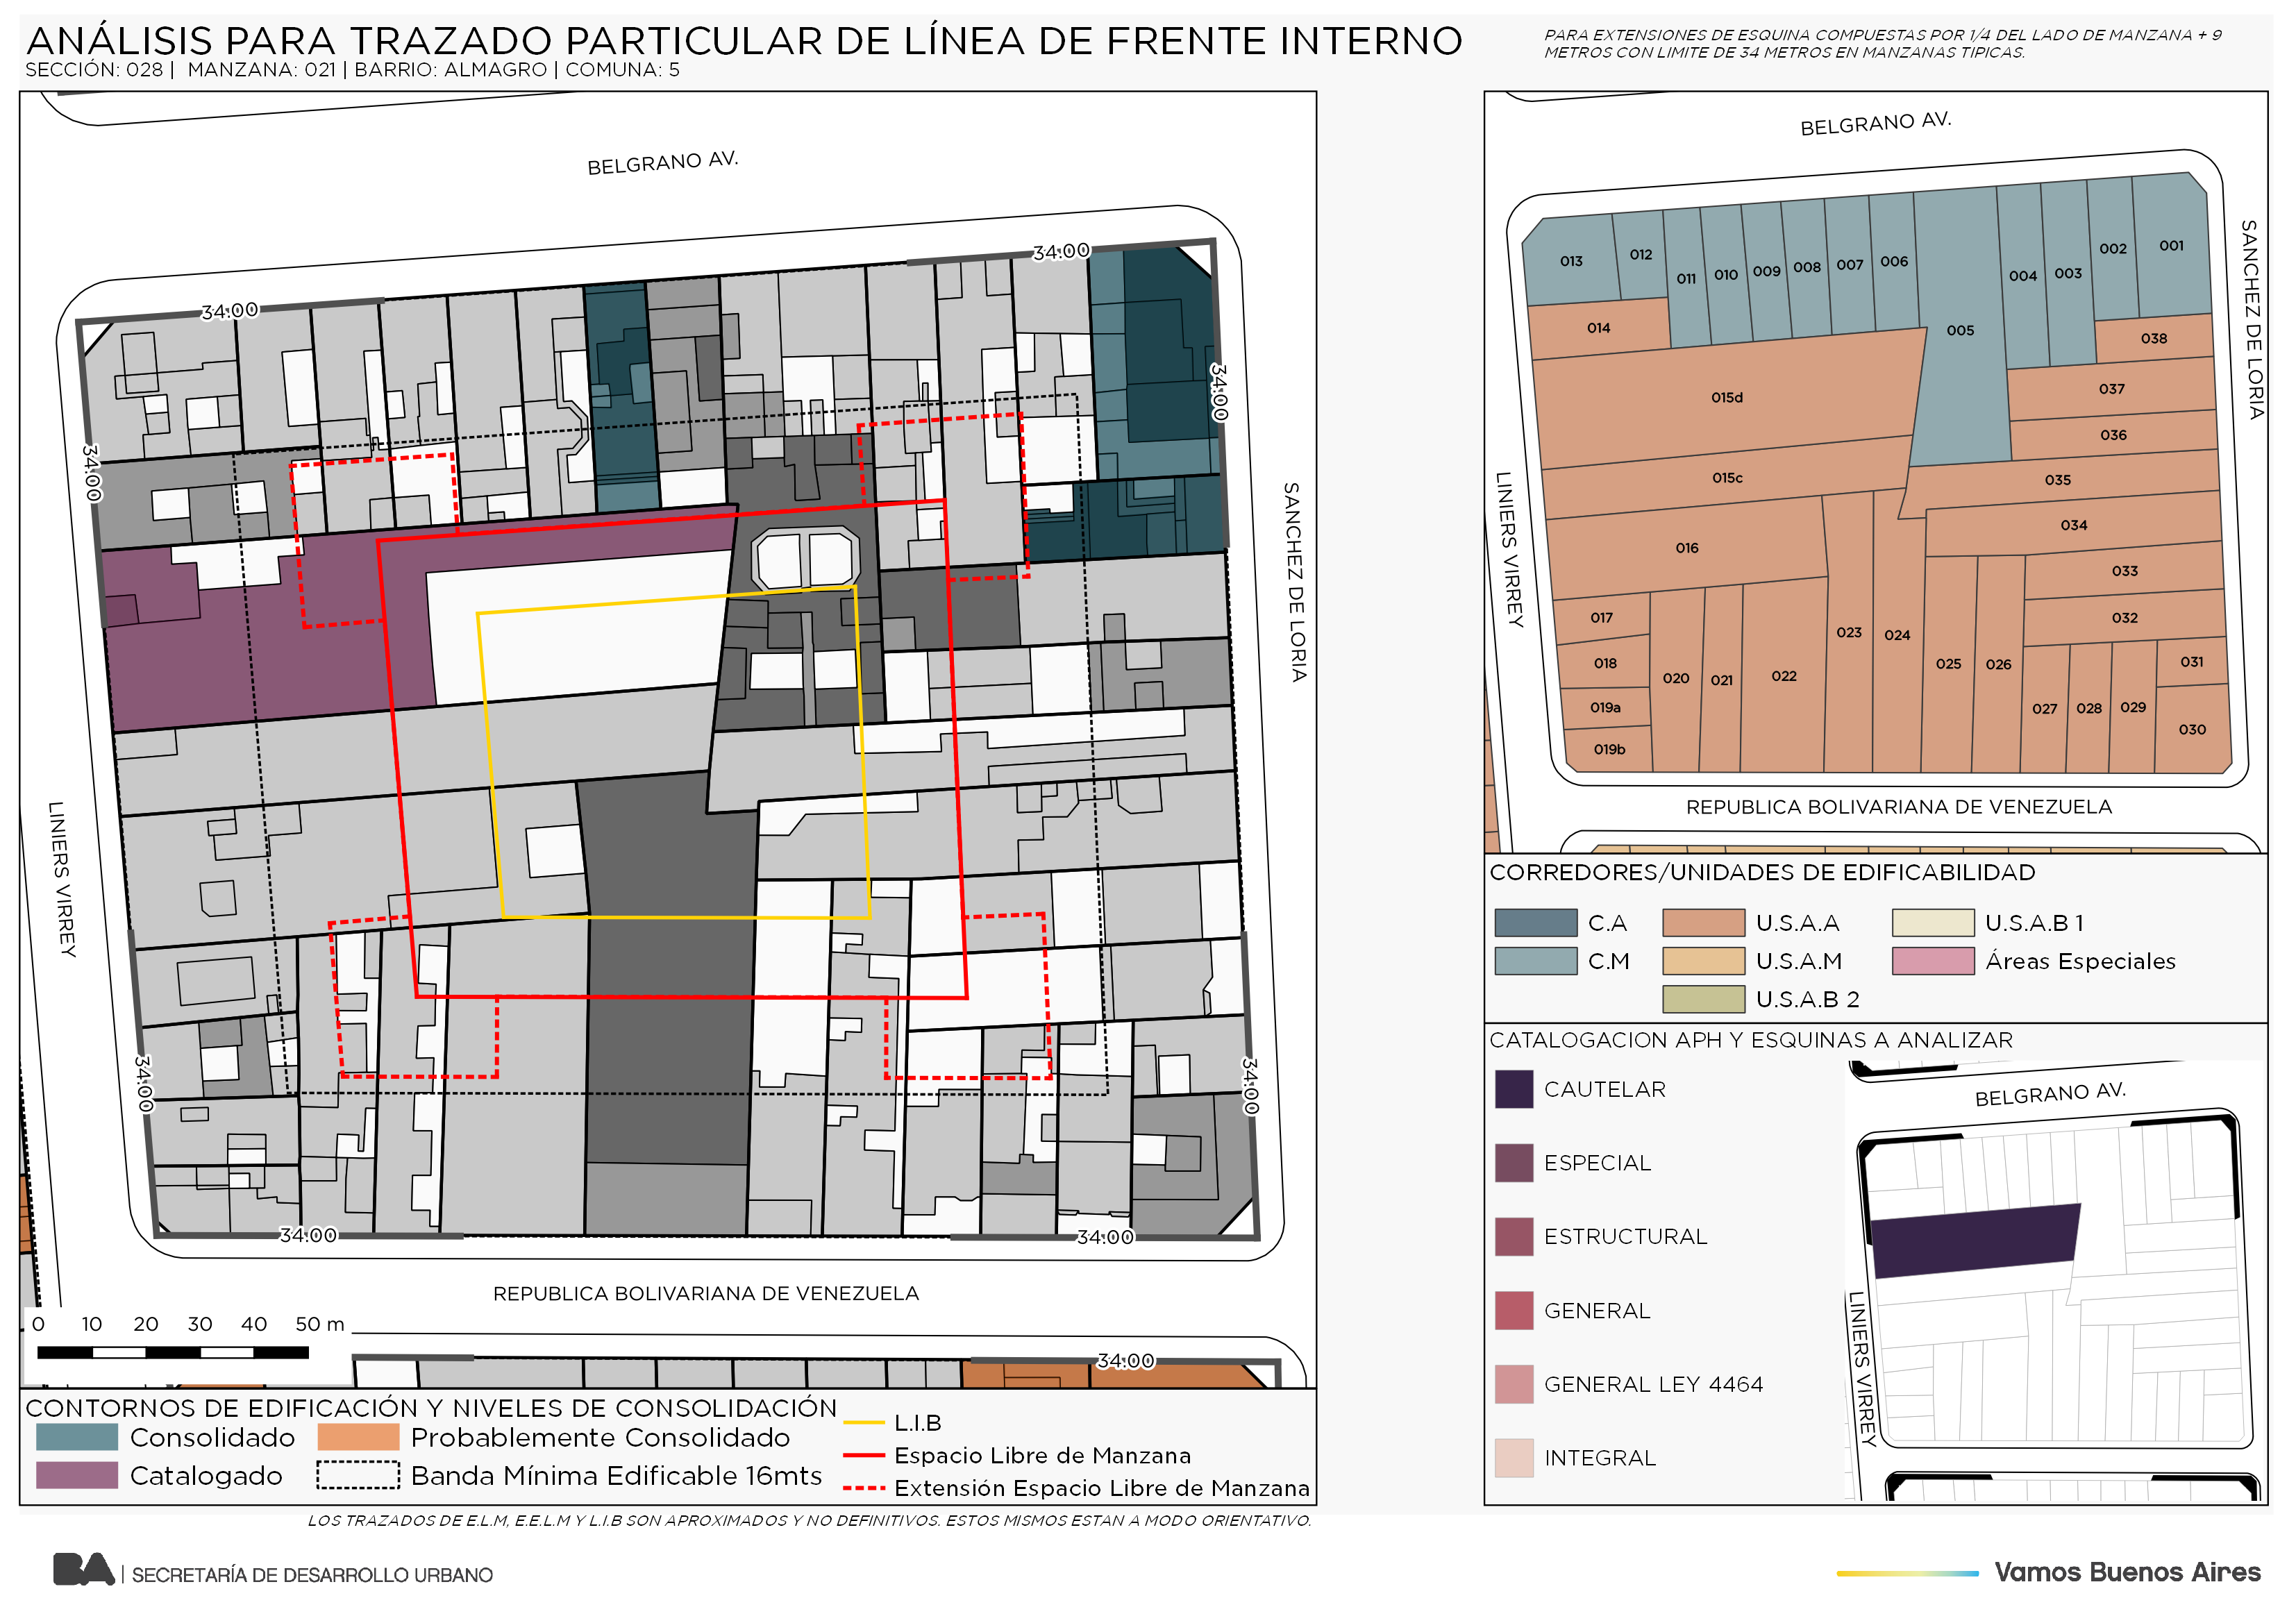 ANÁLISIS PARA TRAZADO PARTICULAR DE LÍNEA DE FRENTE INTERNO
SECCIÓN: 028 | MANZANA: 021 | BARRIO: ALMAGRO | COMUNA: 5
PARA EXTENSIONES DE ESQUINA COMPUESTAS POR 1/4 DEL LADO DE MANZANA + 9
METROS CON LIMITE DE 34 METROS EN MANZANAS TIPICAS.
BELGRANO AV.
34:00
34:00
34:00
34:00
SANCHEZ DE LORIA
LINIERS VIRREY
34:00
34:00
34:00
34:00
REPUBLICA BOLIVARIANA DE VENEZUELA
0 10 20 30 40 50 m
34:00
CONTORNOS DE EDIFICACIÓN Y NIVELES DE CONSOLIDACIÓN
Consolidado
Probablemente Consolidado
Catalogado
Banda Mínima Edificable 16mts
L.I.B
Espacio Libre de Manzana
Extensión Espacio Libre de Manzana
LOS TRAZADOS DE E.L.M, E.E.L.M Y L.I.B SON APROXIMADOS Y NO DEFINITIVOS. ESTOS MISMOS ESTAN A MODO ORIENTATIVO.
BELGRANO AV.
SANCHEZ DE LORIA
LINIERS VIRREY
013
012
011
010
009
008
007
006
005
004
003
002
001
014
038
015d
037
036
015c
035
034
016
033
032
017
018
019a
019b
020
021
022
023
024
025
026
027
028
029
031
030
REPUBLICA BOLIVARIANA DE VENEZUELA
CORREDORES/UNIDADES DE EDIFICABILIDAD
C.A
U.S.A.A
U.S.A.B 1
C.M
U.S.A.M
Áreas Especiales
U.S.A.B 2
CATALOGACION APH Y ESQUINAS A ANALIZAR
CAUTELAR
ESPECIAL
ESTRUCTURAL
GENERAL
GENERAL LEY 4464
INTEGRAL
BELGRANO AV.
LINIERS VIRREY
BA | SECRETARÍA DE DESARROLLO URBANO
Vamos Buenos Aires